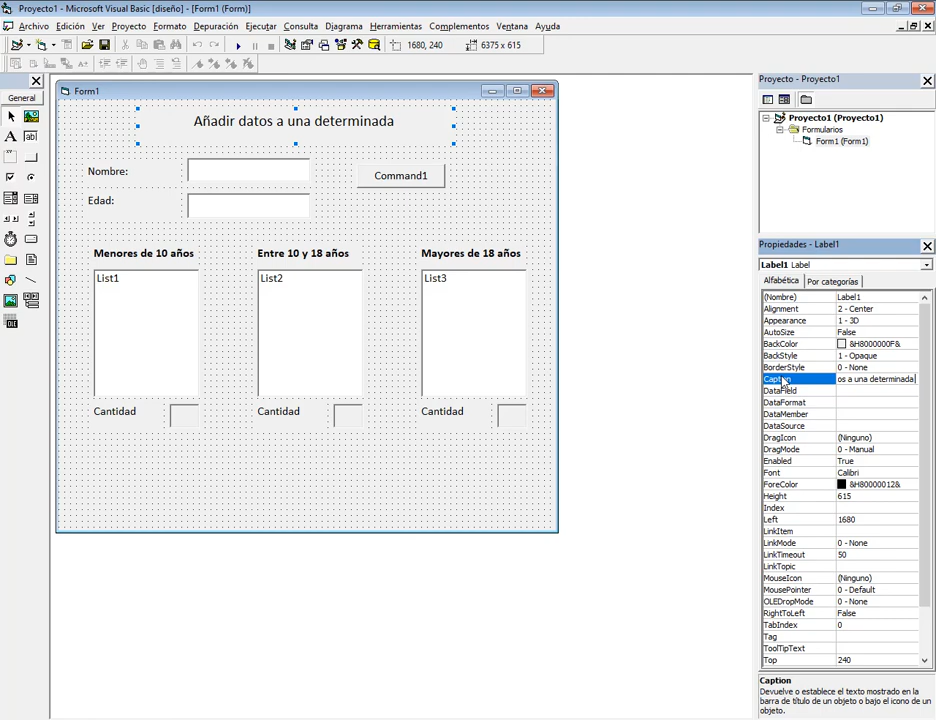 Proyecto1 - Microsoft Visual Basic [diseño] - [Form1 (Form)]
Archivo Edición Ver Proyecto Formato Depuración Ejecutar Consulta Diagrama Herramientas Complementos Ventana Ayuda
1680, 240 6375 x 615
General
Form1
Añadir datos a una determinada
Nombre:
Command1
Edad:
Menores de 10 años Entre 10 y 18 años Mayores de 18 años
List1 List2 List3
Cantidad Cantidad Cantidad
Proyecto - Proyecto1
Proyecto1 (Proyecto1)
Formularios
Form1 (Form1)
Propiedades - Label1
Label1 Label
Alfabética Por categorías
(Nombre) Label1
Alignment 2 - Center
Appearance 1 - 3D
AutoSize False
BackColor &H8000000F&
BackStyle 1 - Opaque
BorderStyle 0 - None
Caption os a una determinada
DataField
DataFormat
DataMember
DataSource
DragIcon (Ninguno)
DragMode 0 - Manual
Enabled True
Font Calibri
ForeColor &H80000012&
Height 615
Index
Left 1680
LinkItem
LinkMode 0 - None
LinkTimeout 50
LinkTopic
MouseIcon (Ninguno)
MousePointer 0 - Default
OLEDropMode 0 - None
RightToLeft False
TabIndex 0
Tag
ToolTipText
Top 240
Caption
Devuelve o establece el texto mostrado en la
barra de título de un objeto o bajo el icono de un
objeto.